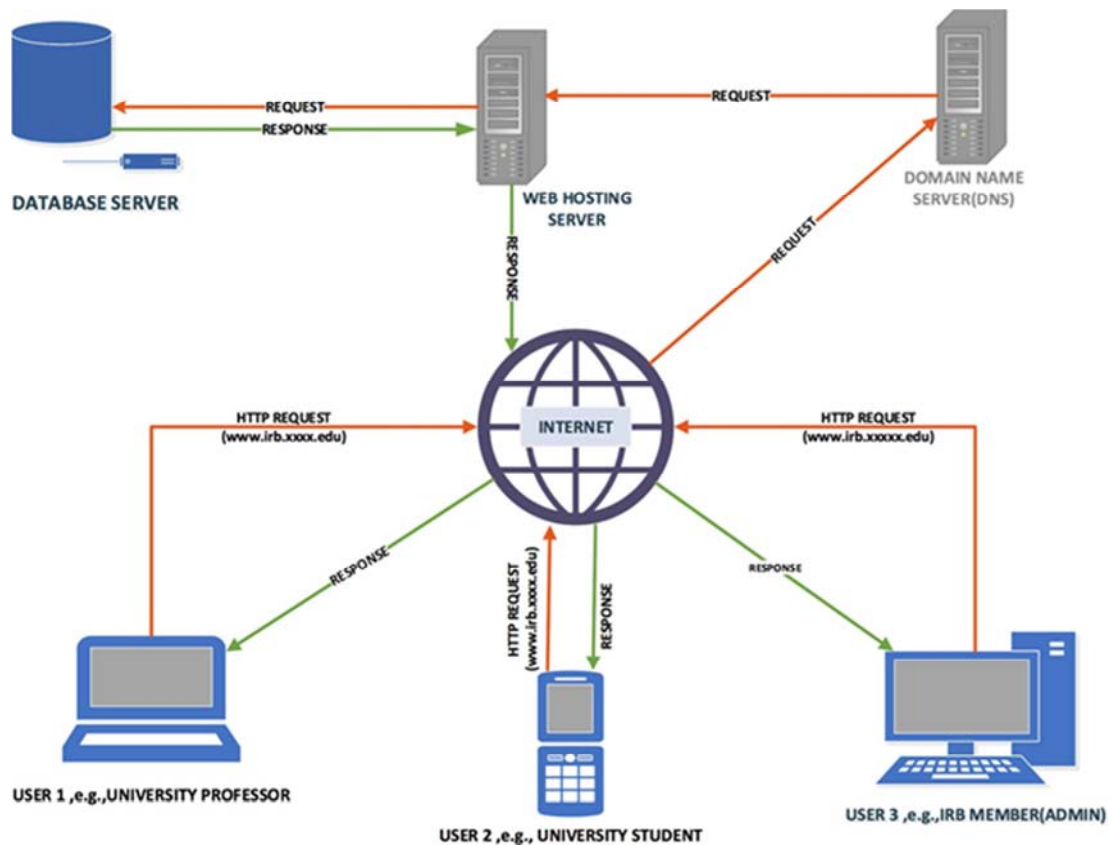 REQUEST
REQUEST
RESPONSE
DATABASE SERVER
WEB HOSTING
SERVER
DOMAIN NAME
SERVER(DNS)
REQUEST
RESPONSE
INTERNET
HTTP REQUEST
(www.irb.xxxx.edu)
HTTP REQUEST
(www.irb.xxxxx.edu)
RESPONSE
HTTP REQUEST
(www.irb.xxxx.edu)
RESPONSE
RESPONSE
USER 1 ,e.g.,UNIVERSITY PROFESSOR
USER 2 ,e.g., UNIVERSITY STUDENT
USER 3 ,e.g.,IRB MEMBER(ADMIN)